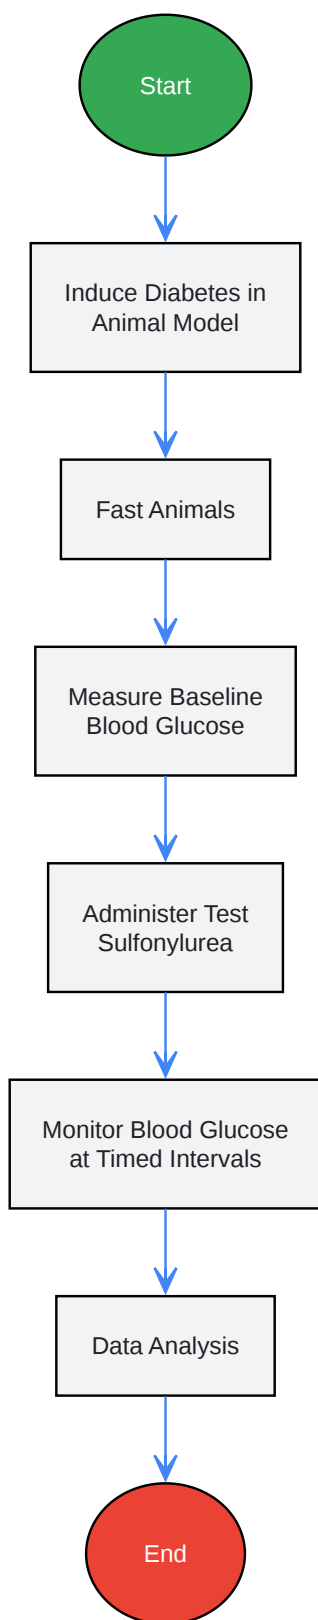 Start
Induce Diabetes in
Animal Model
Fast Animals
Measure Baseline
Blood Glucose
Administer Test
Sulfonylurea
Monitor Blood Glucose
at Timed Intervals
Data Analysis
End